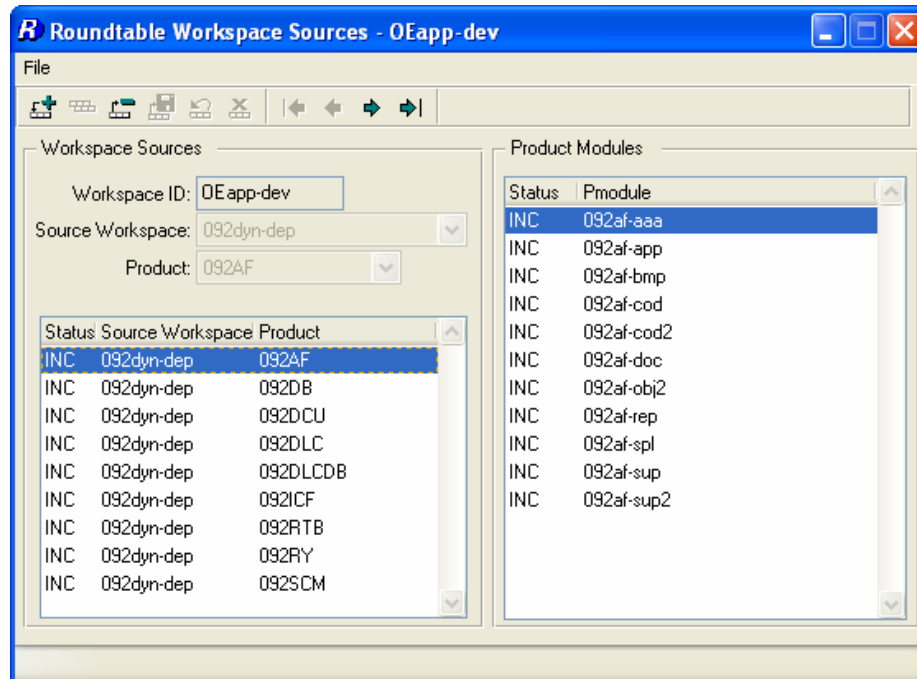 Roundtable Workspace Sources - OEapp-dev
File
Workspace Sources
Workspace ID: OEapp-dev
Source Workspace: 092dyn-dep
Product: 092AF
Status Source Workspace Product
INC 092dyn-dep 092AF
INC 092dyn-dep 092DB
INC 092dyn-dep 092DCU
INC 092dyn-dep 092DLC
INC 092dyn-dep 092DLCDB
INC 092dyn-dep 092ICF
INC 092dyn-dep 092RTB
INC 092dyn-dep 092RY
INC 092dyn-dep 092SCM
Product Modules
Status Pmodule
INC 092af-aaa
INC 092af-app
INC 092af-bmp
INC 092af-cod
INC 092af-cod2
INC 092af-doc
INC 092af-obj2
INC 092af-rep
INC 092af-spl
INC 092af-sup
INC 092af-sup2